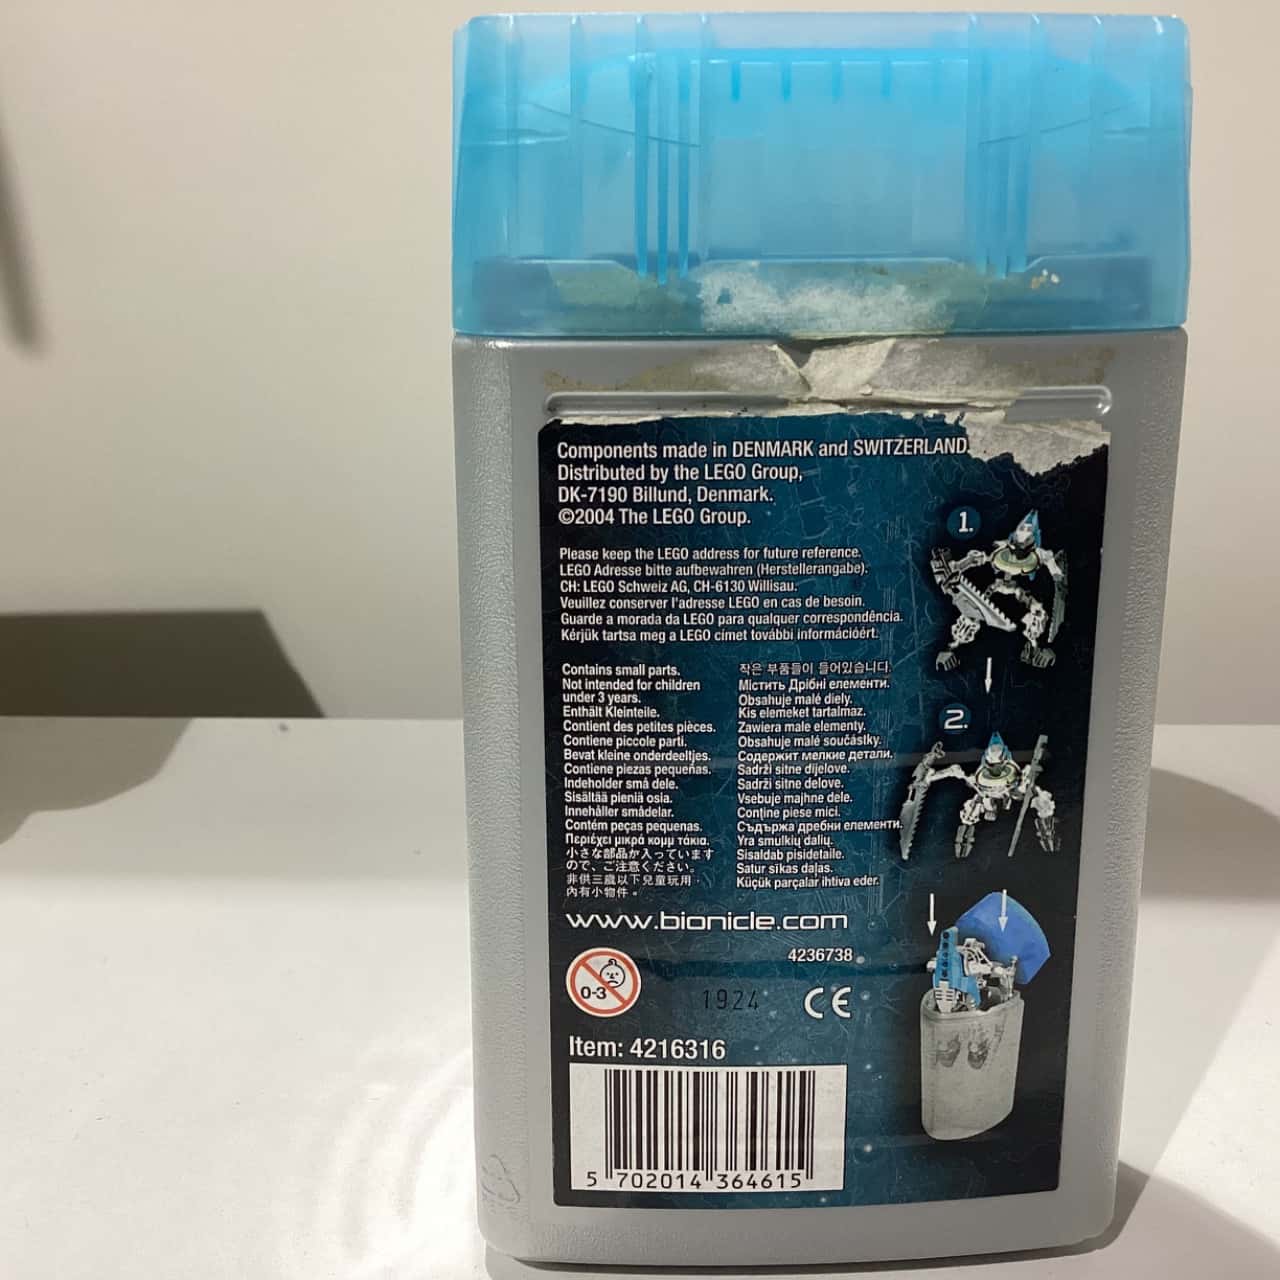 Components made in DENMARK and SWITZERLAND.
Distributed by the LEGO Group,
DK-7190 Billund, Denmark.
©2004 The LEGO Group.
Please keep the LEGO address for future reference.
LEGO Adresse bitte aufbewahren (Herstellerangabe).
CH: LEGO Schweiz AG, CH-6130 Willisau.
Veuillez conserver l'adresse LEGO en cas de besoin.
Guarde a morada da LEGO para qualquer correspondência.
Kérjük tartsa meg a LEGO címet további információért.
Contains small parts.
Not intended for children
under 3 years.
Enthält Kleinteile.
Contient des petites pièces.
Contiene piccole parti.
Bevat kleine onderdeeltjes.
Contiene piezas pequeñas.
Indeholder små dele.
Sisältää pieniä osia.
Innehåller smådelar.
Contém peças pequenas.
Περιέχει μικρά κομμ τάκια.
小さな部品が入っています
ので、ご注意ください。
非供三歲以下兒童玩用，
內有小物件。
작은 부품들이 들어있습니다.
Містить Дрібні елементи.
Obsahuje malé diely.
Kis elemeket tartalmaz.
Zawiera małe elementy.
Obsahuje malé součástky.
Содержит мелкие детали.
Sadrži sitne dijelove.
Sadrži sitne delove.
Vsebuje majhne dele.
Conţine piese mici.
Съдържа дребни елементи.
Yra smulkių dalių.
Sisaldab pisidetaile.
Satur sīkas daļas.
Küçük parçalar ihtiva eder.
www.bionicle.com
4236738
0-3
1924
CE
Item: 4216316
5 702014 364615
1.
2.